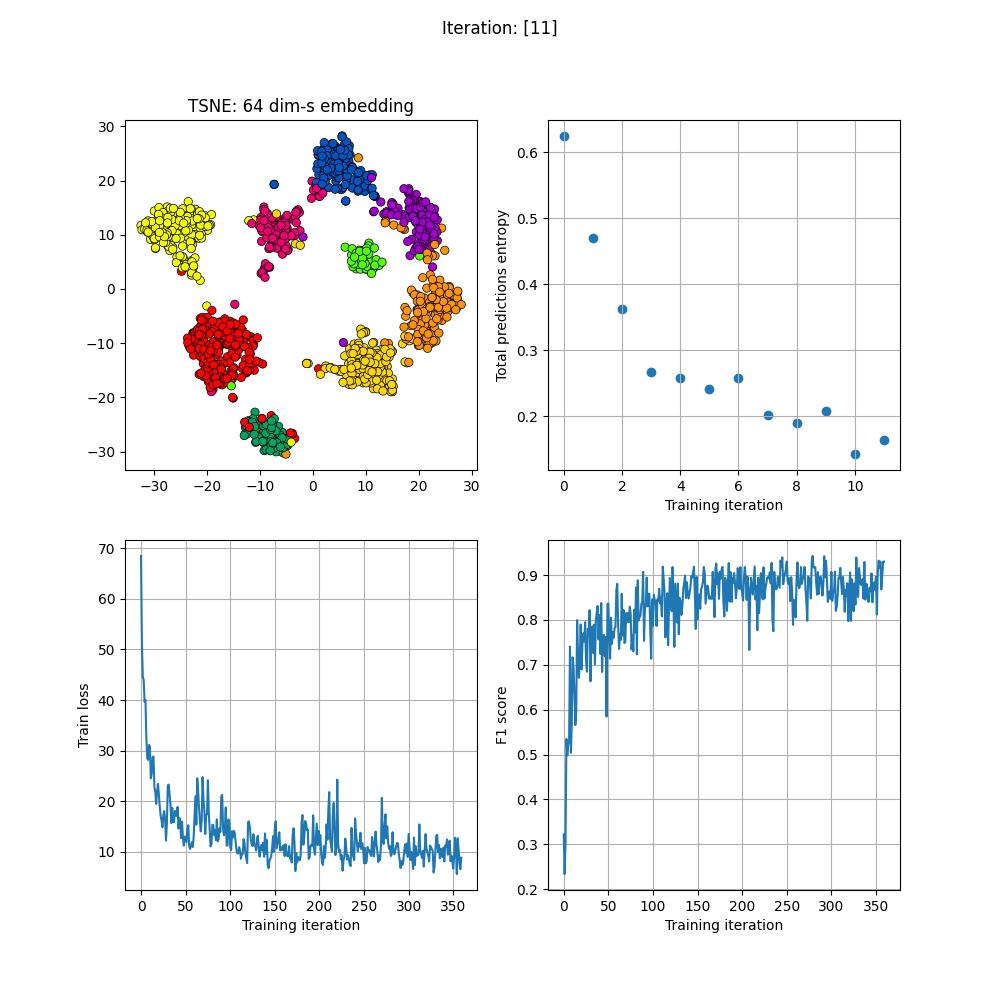 Iteration: [11]
TSNE: 64 dim-s embedding
30
20
10
0
−10
−20
−30
−30 −20 −10 0 10 20 30
Total predictions entropy
0.6
0.5
0.4
0.3
0.2
0 2 4 6 8 10
Training iteration
Train loss
70
60
50
40
30
20
10
0 50 100 150 200 250 300 350
Training iteration
F1 score
0.9
0.8
0.7
0.6
0.5
0.4
0.3
0.2
0 50 100 150 200 250 300 350
Training iteration